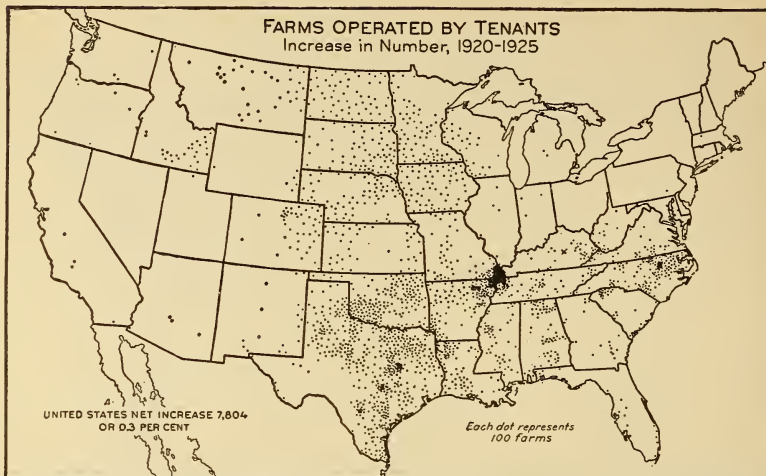 FARMS OPERATED BY TENANTS
Increase in Number, 1920-1925
UNITED STATES NET INCREASE 7,804
OR 0.3 PER CENT
Each dot represents
100 farms